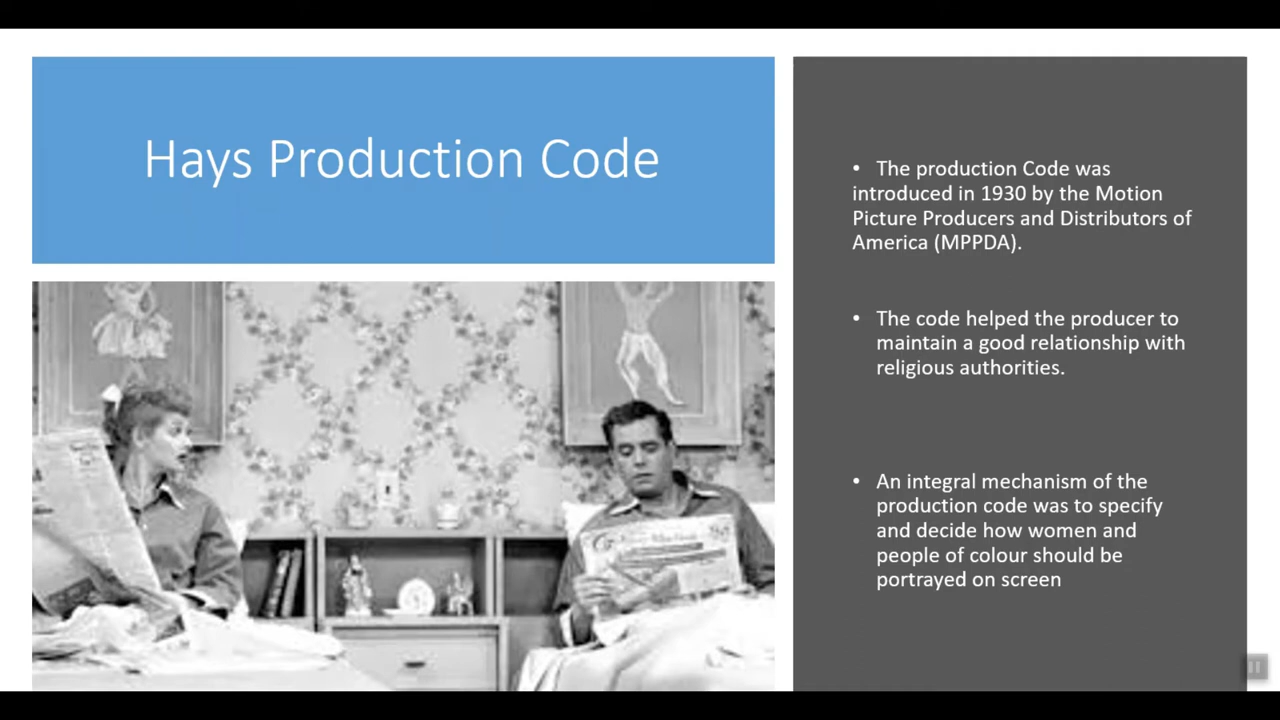 Hays Production Code
• The production Code was
introduced in 1930 by the Motion
Picture Producers and Distributors of
America (MPPDA).
• The code helped the producer to
maintain a good relationship with
religious authorities.
• An integral mechanism of the
production code was to specify
and decide how women and
people of colour should be
portrayed on screen